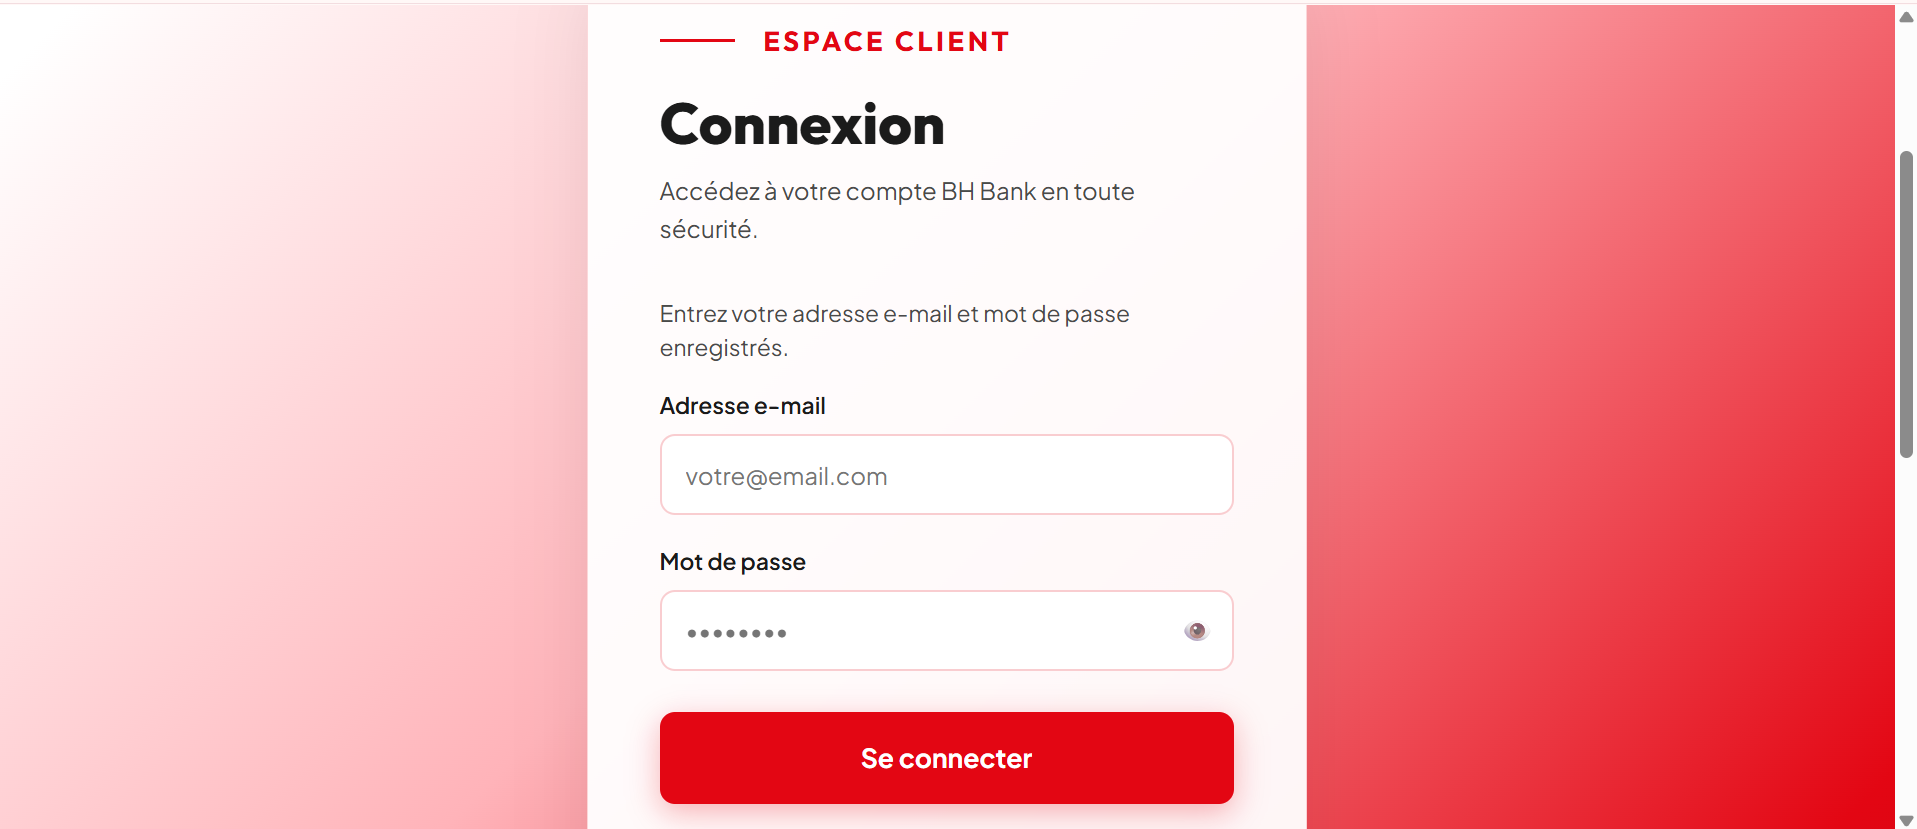 ESPACE CLIENT
Connexion
Accédez à votre compte BH Bank en toute
sécurité.
Entrez votre adresse e-mail et mot de passe
enregistrés.
Adresse e-mail
votre@email.com
Mot de passe
••••••••
Se connecter